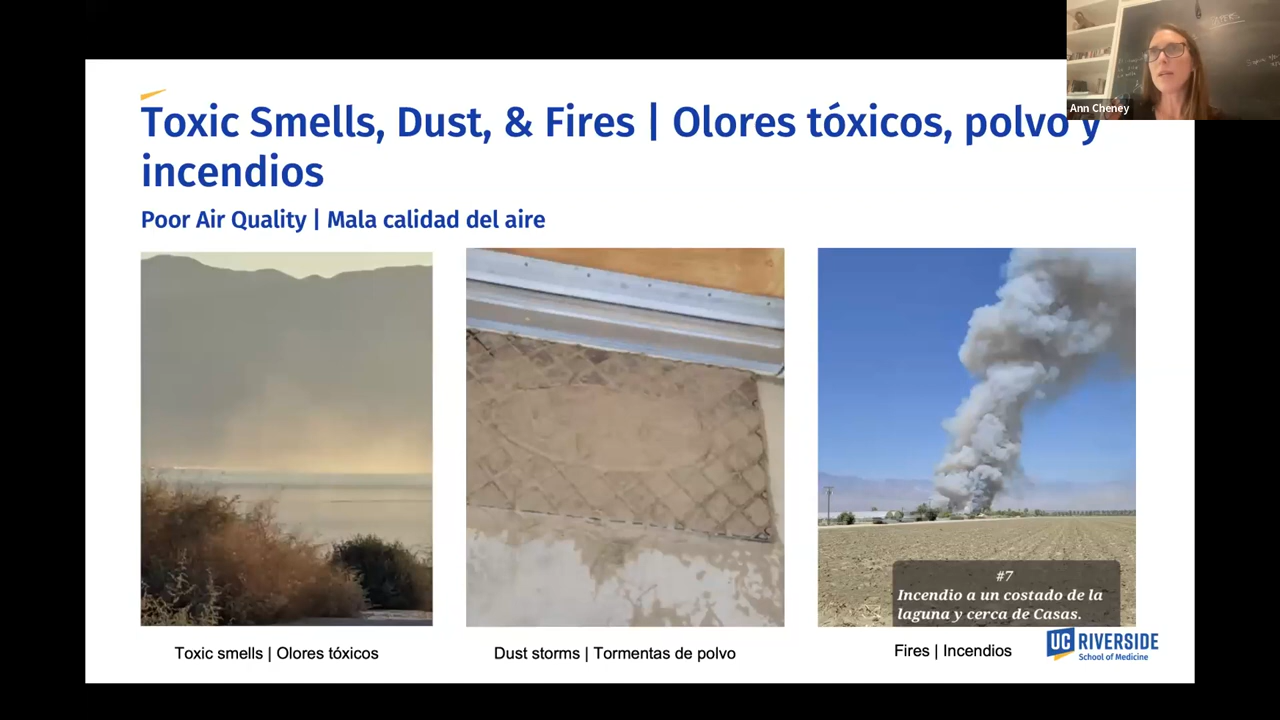 Toxic Smells, Dust, & Fires | Olores tóxicos, polvo y
incendios
Poor Air Quality | Mala calidad del aire
Ann Cheney
#7
Incendio a un costado de la
laguna y cerca de Casas.
Toxic smells | Olores tóxicos
Dust storms | Tormentas de polvo
Fires | Incendios
UC RIVERSIDE
School of Medicine